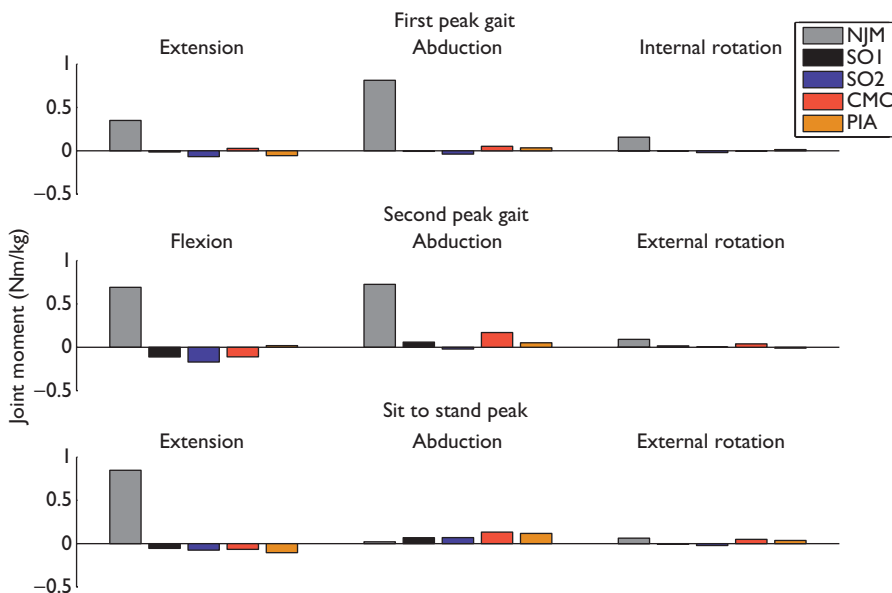 First peak gait
Extension
Abduction
Internal rotation
NJM
SO1
SO2
CMC
PIA
1
0.5
0
−0.5
Second peak gait
Flexion
Abduction
External rotation
1
0.5
0
−0.5
Joint moment (Nm/kg)
Sit to stand peak
Extension
Abduction
External rotation
1
0.5
0
−0.5